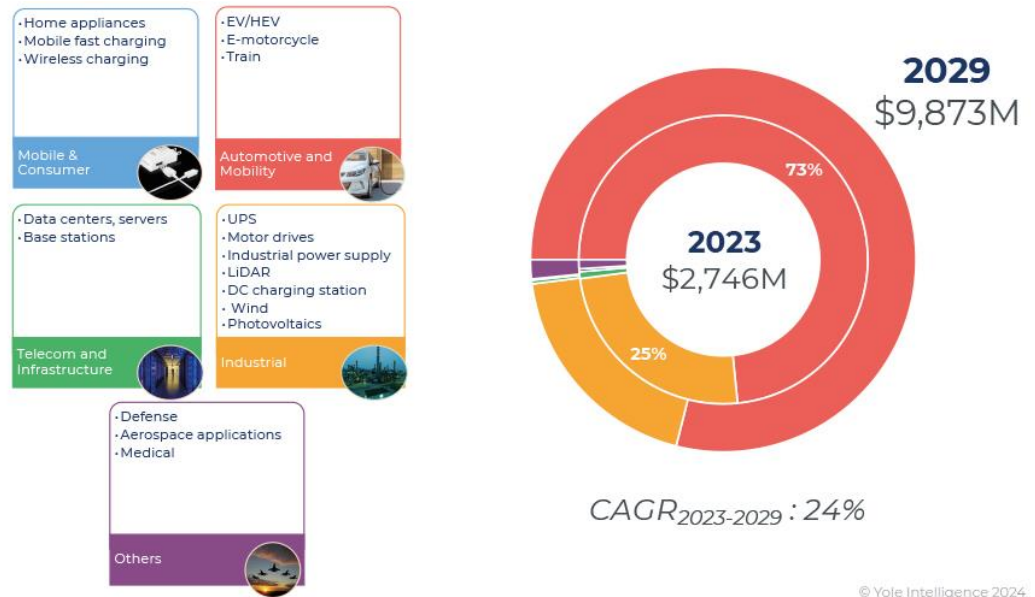 ·Home appliances
·Mobile fast charging
·Wireless charging
Mobile &
Consumer
·EV/HEV
·E-motorcycle
·Train
Automotive and
Mobility
·Data centers, servers
·Base stations
Telecom and
Infrastructure
·UPS
·Motor drives
·Industrial power supply
·LiDAR
·DC charging station
· Wind
·Photovoltaics
Industrial
·Defense
·Aerospace applications
·Medical
Others
2029
$9,873M
73%
2023
$2,746M
25%
CAGR2023-2029 : 24%
© Yole Intelligence 2024